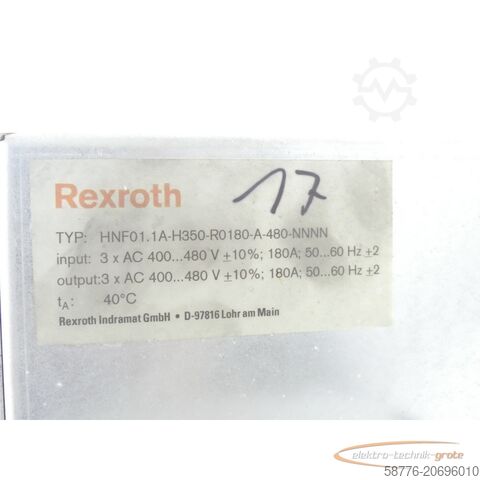 Rexroth
17
TYP: HNF01.1A-H350-R0180-A-480-NNNN
input: 3 x AC 400...480 V ±10%; 180A; 50...60 Hz ±2
output:3 x AC 400...480 V ±10%; 180A; 50...60 Hz ±2
tA: 40°C
Rexroth Indramat GmbH • D-97816 Lohr am Main
elektro-technik-grote
58776-20696010